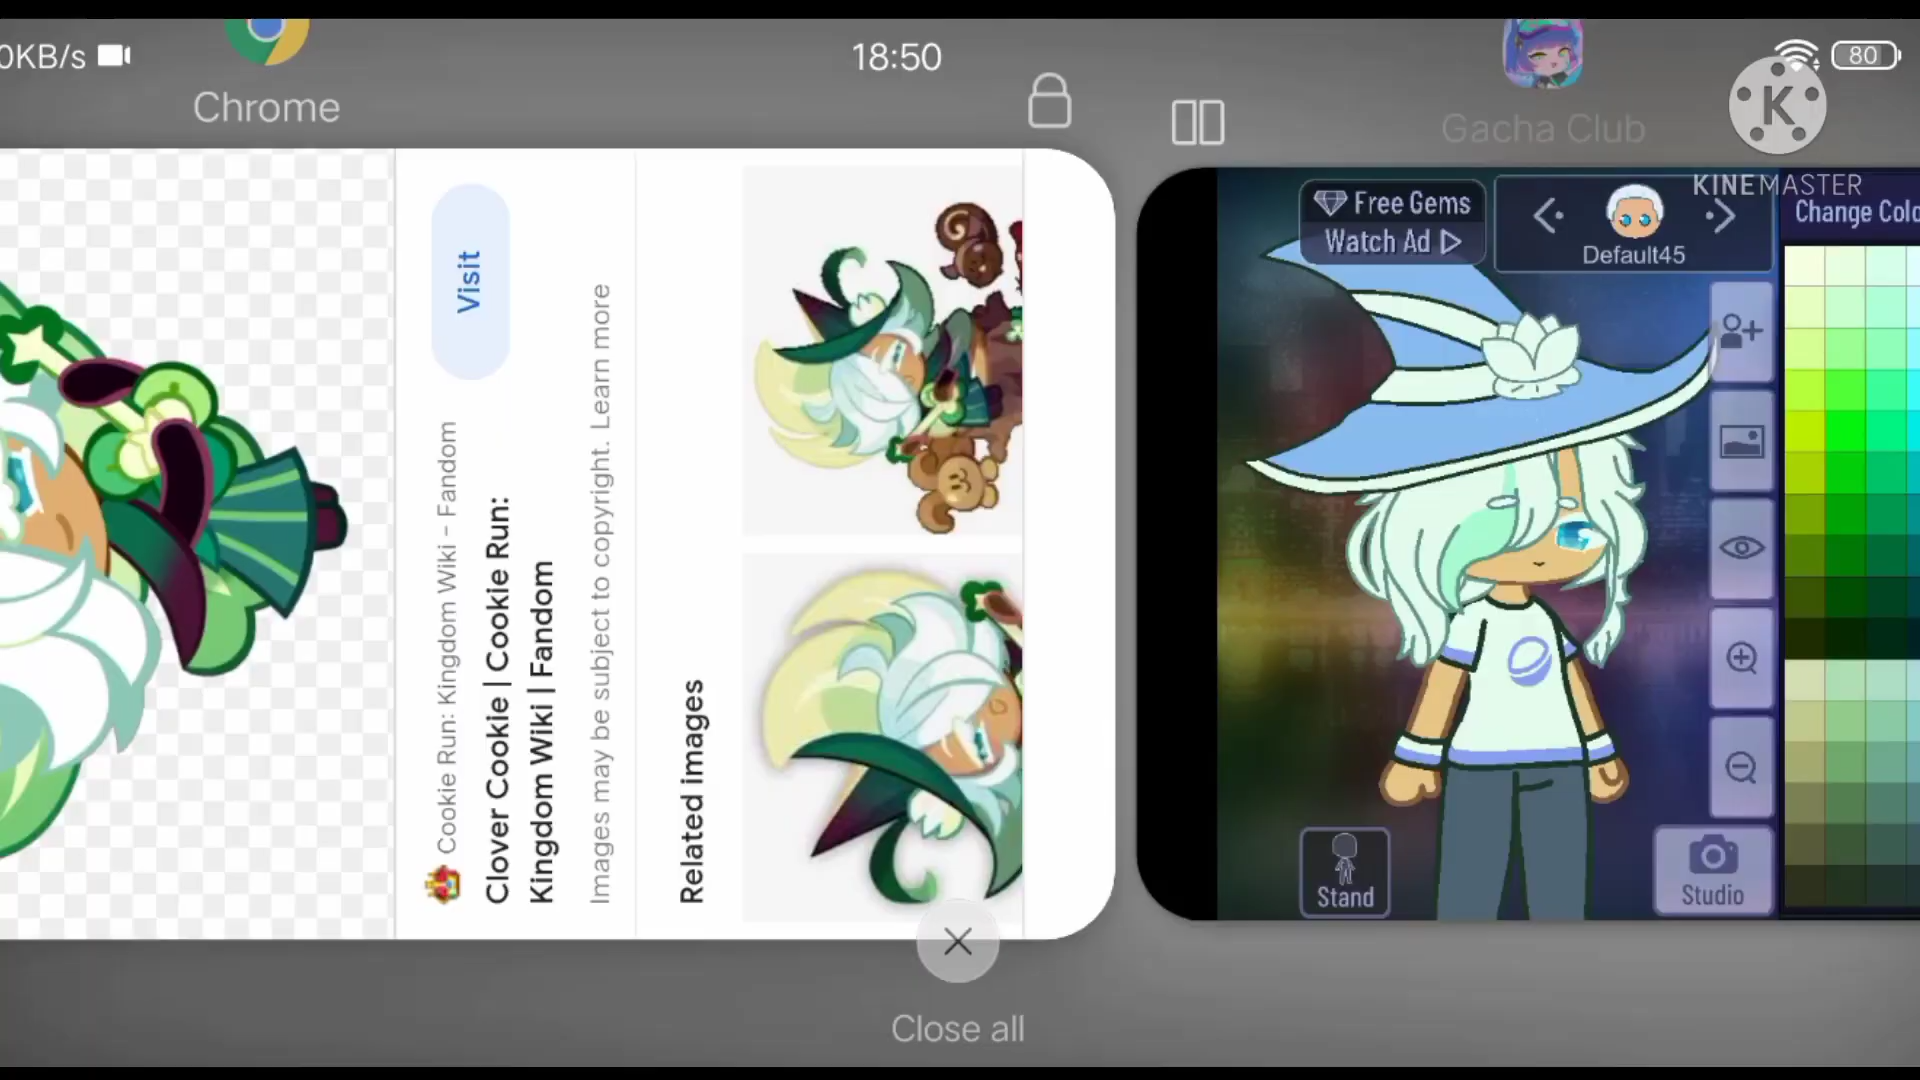 0KB/s
18:50
80
Chrome
Gacha Club
K
KINEMASTER
Visit
Cookie Run: Kingdom Wiki - Fandom
Clover Cookie | Cookie Run:
Kingdom Wiki | Fandom
Images may be subject to copyright. Learn more
Related images
Free Gems
Watch Ad
Default45
Change Colo
Stand
Studio
Close all